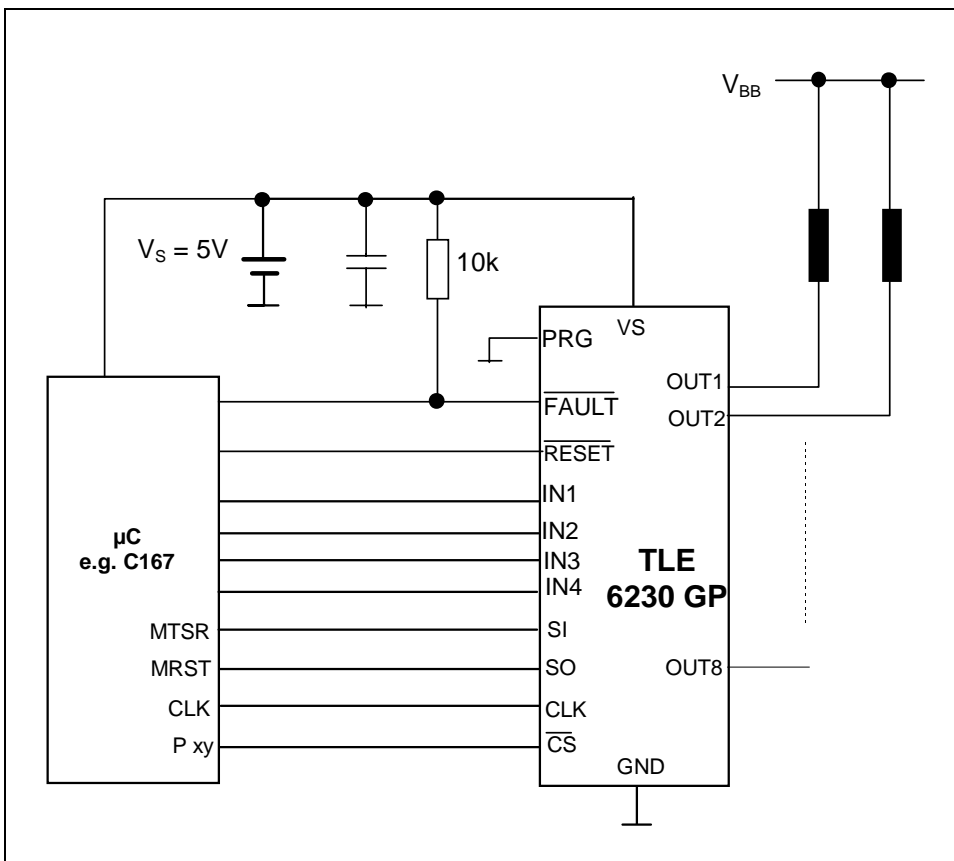 V_BB
V_S = 5V
10k
VS
PRG
OUT1
FAULT
OUT2
RESET
IN1
IN2
µC
e.g. C167
IN3
TLE
6230 GP
IN4
MTSR
SI
MRST
SO
OUT8
CLK
CLK
P xy
CS
GND